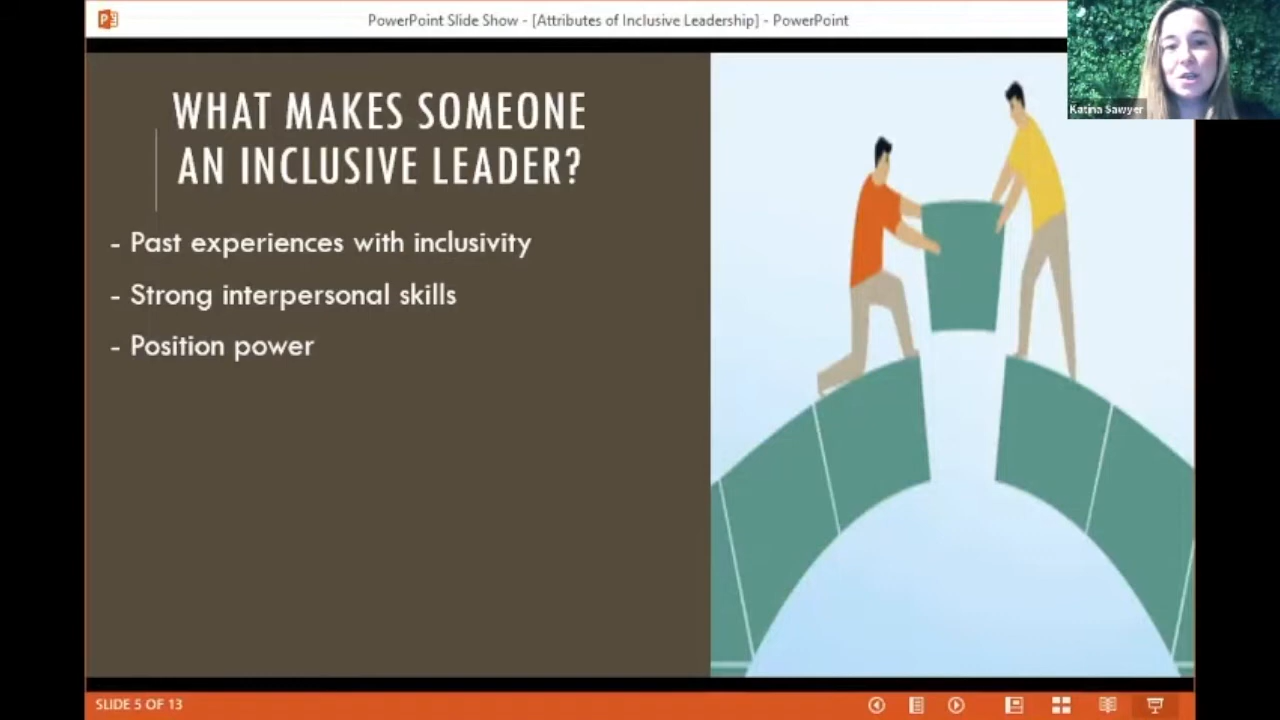 PowerPoint Slide Show - [Attributes of Inclusive Leadership] - PowerPoint
Katina Sawyer
WHAT MAKES SOMEONE
AN INCLUSIVE LEADER?
- Past experiences with inclusivity
- Strong interpersonal skills
- Position power
SLIDE 5 OF 13